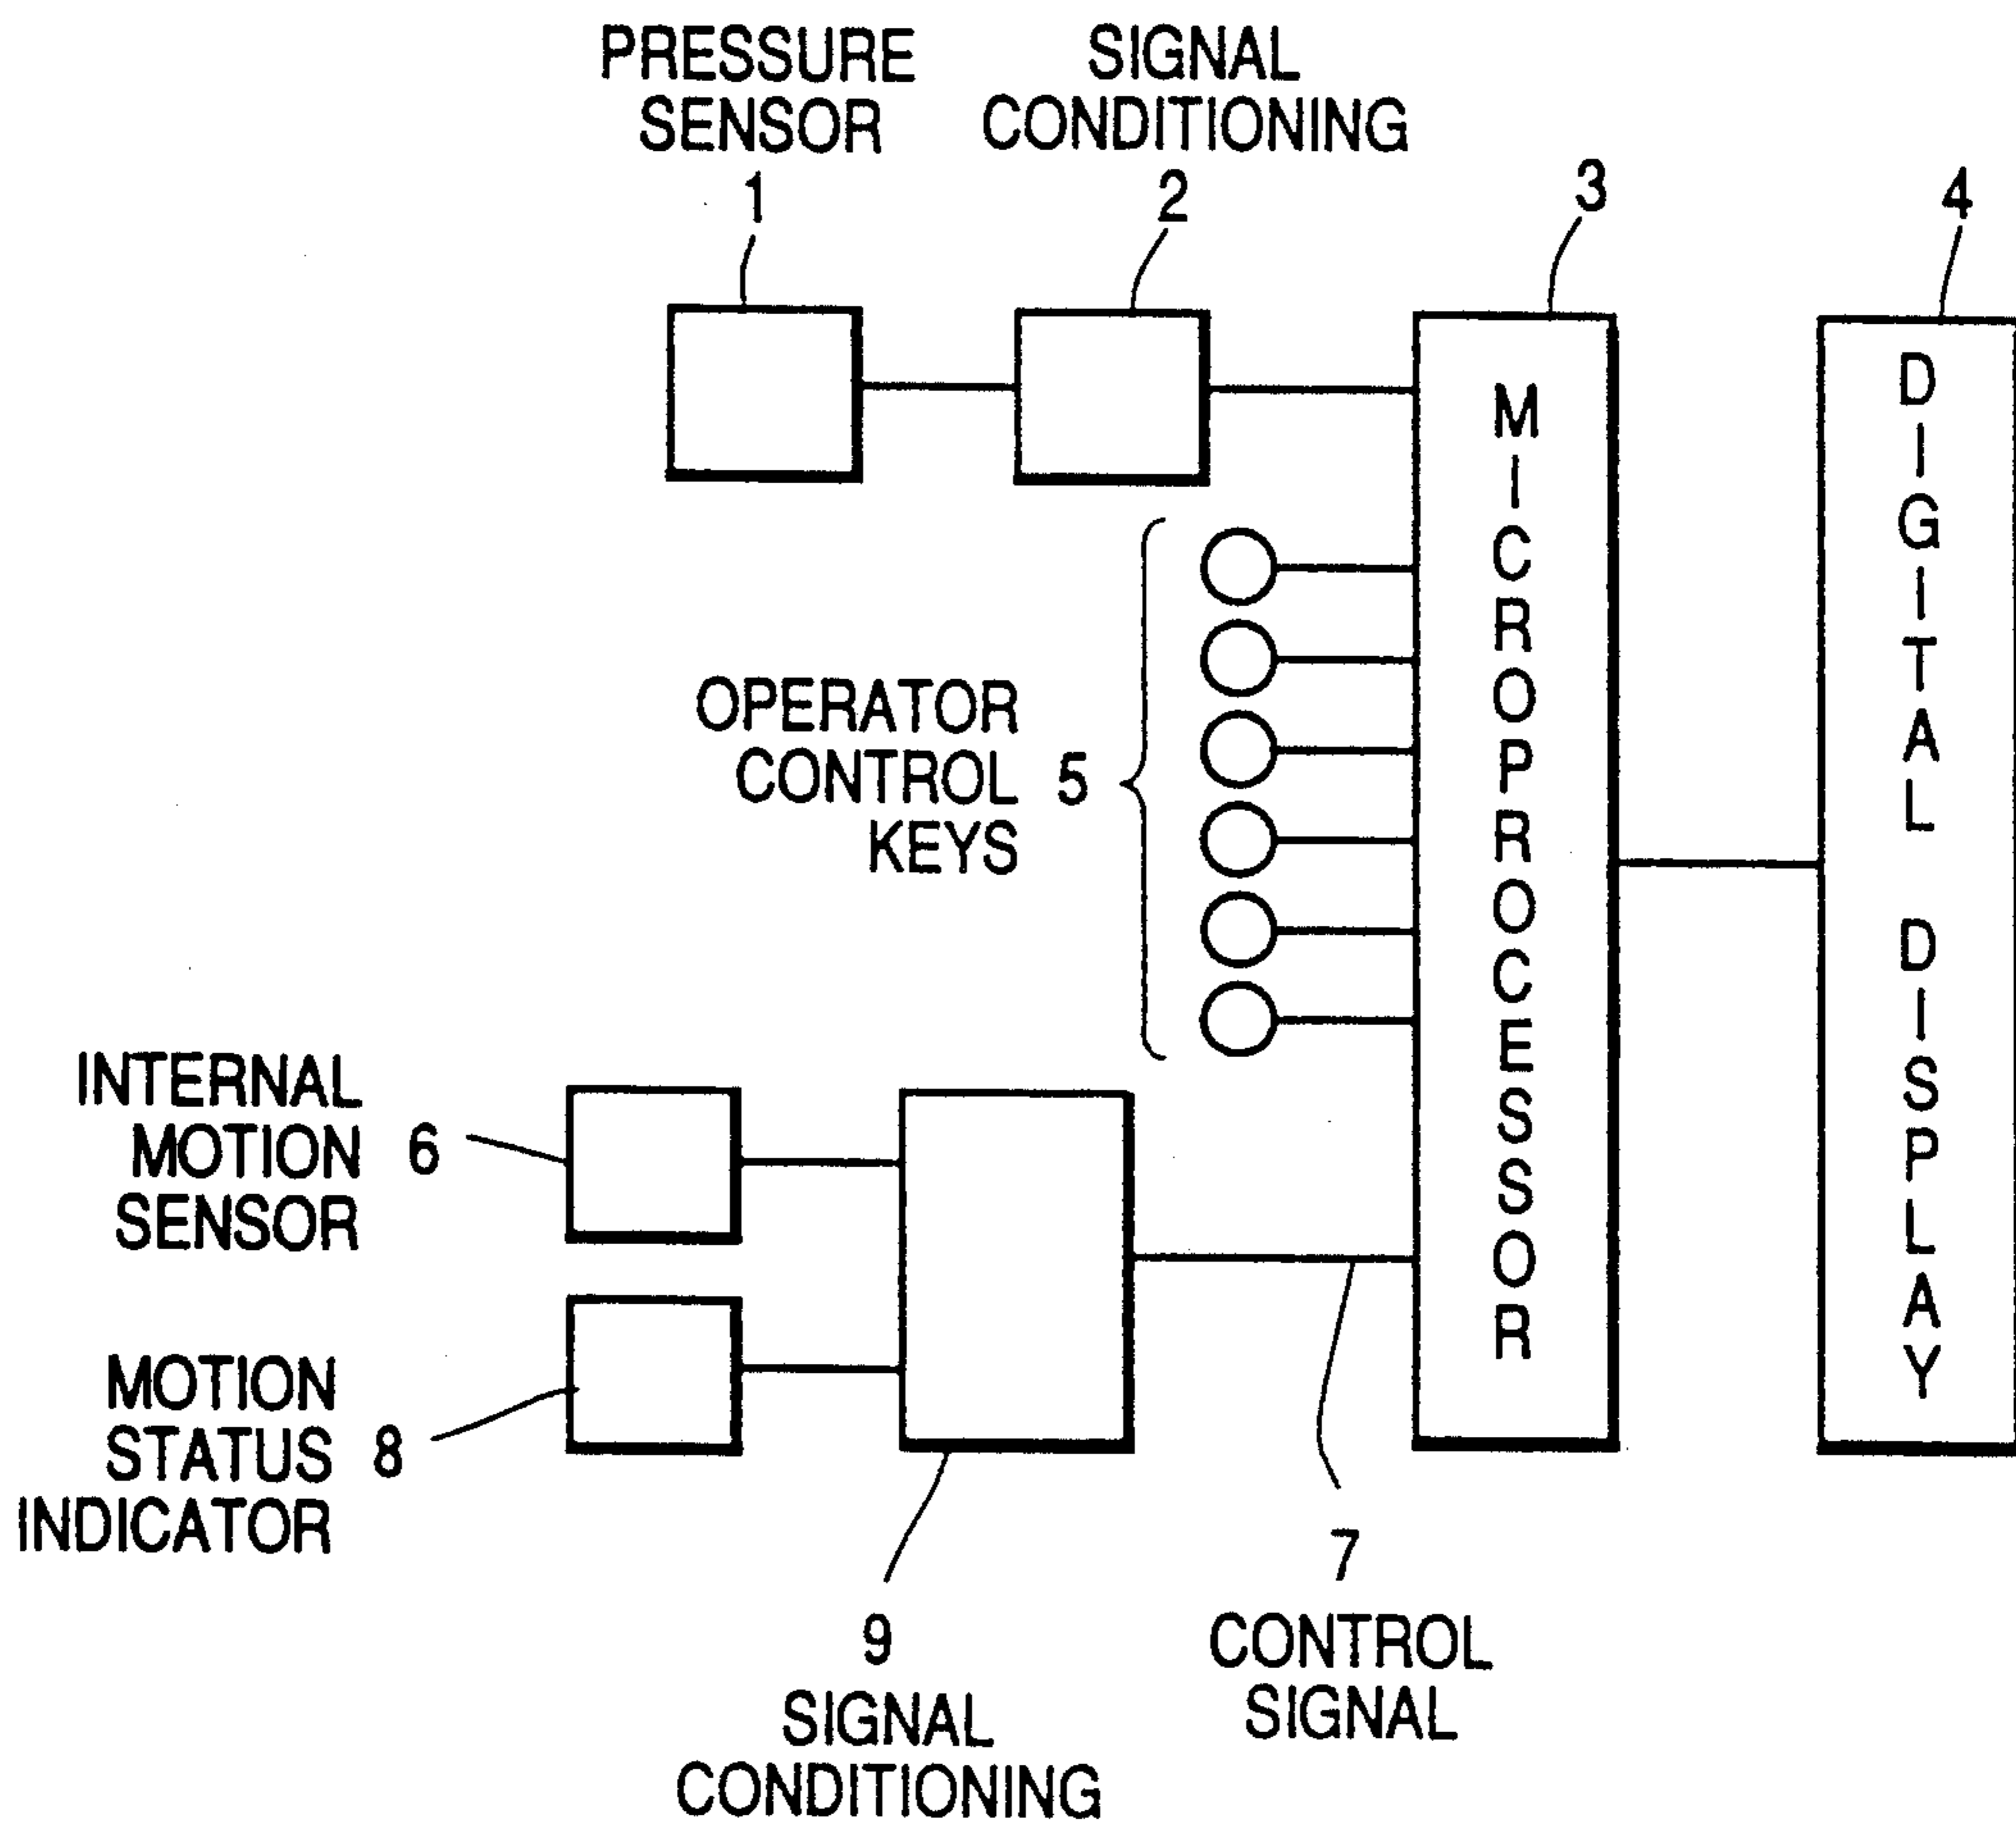 PRESSURE
SENSOR
1
SIGNAL
CONDITIONING
2
3
4
MICROPROCESSOR
DIGITAL DISPLAY
OPERATOR
CONTROL 5
KEYS
INTERNAL
MOTION 6
SENSOR
MOTION
STATUS 8
INDICATOR
9
SIGNAL
CONDITIONING
7
CONTROL
SIGNAL